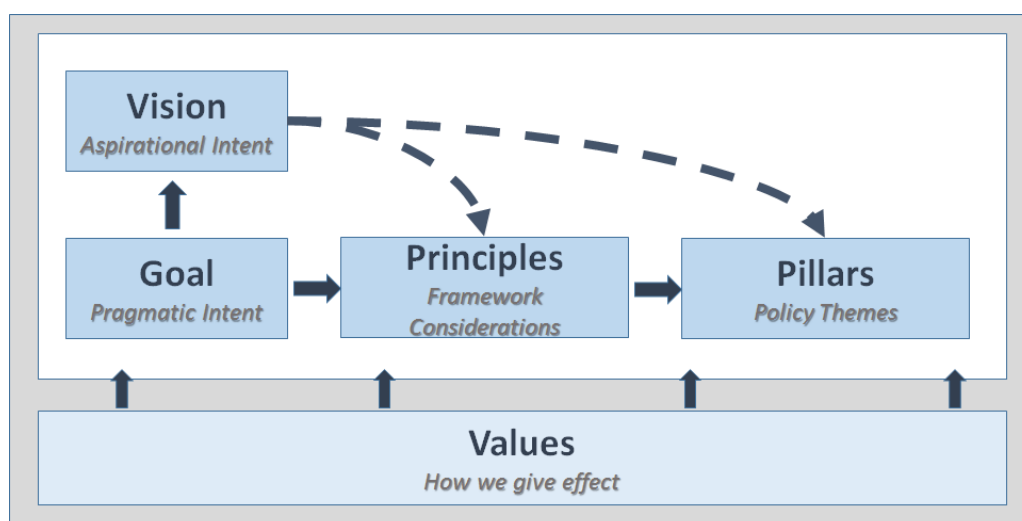 Vision
Aspirational Intent
Goal
Pragmatic Intent
Principles
Framework
Considerations
Pillars
Policy Themes
Values
How we give effect